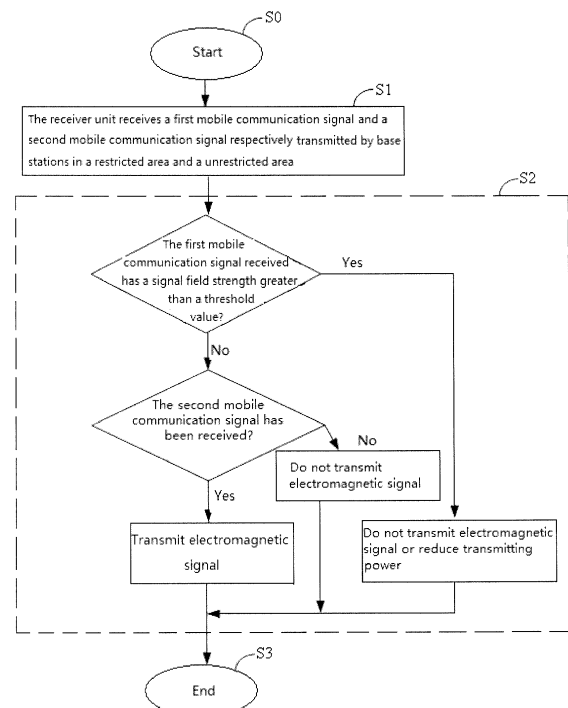 S0
Start
S1
The receiver unit receives a first mobile communication signal and a
second mobile communication signal respectively transmitted by base
stations in a restricted area and a unrestricted area
S2
The first mobile
communication signal received
has a signal field strength greater
than a threshold
value?
Yes
No
The second mobile
communication signal has
been received?
No
Do not transmit
electromagnetic signal
Yes
Transmit electromagnetic
signal
Do not transmit electromagnetic
signal or reduce transmitting
power
S3
End